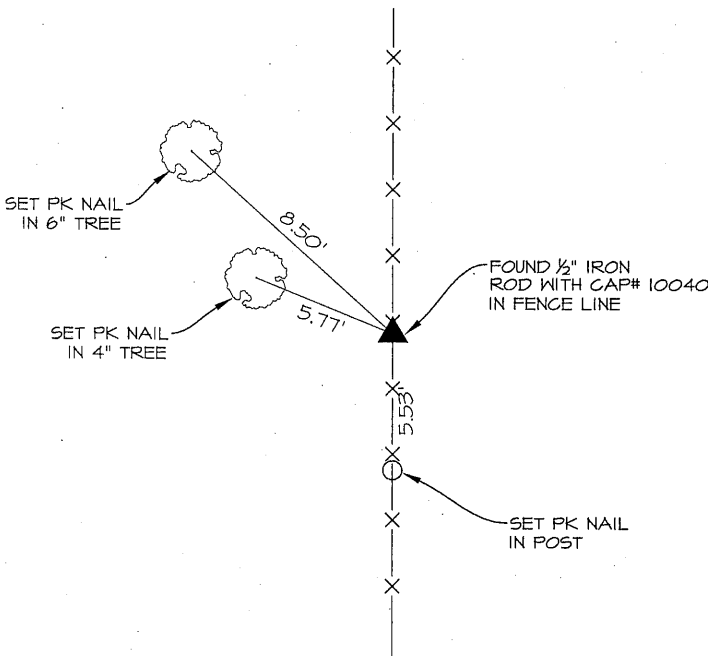 SET PK NAIL
IN 6" TREE
8.50'
FOUND ½" IRON
ROD WITH CAP# 10040
IN FENCE LINE
5.77'
SET PK NAIL
IN 4" TREE
5.53'
SET PK NAIL
IN POST